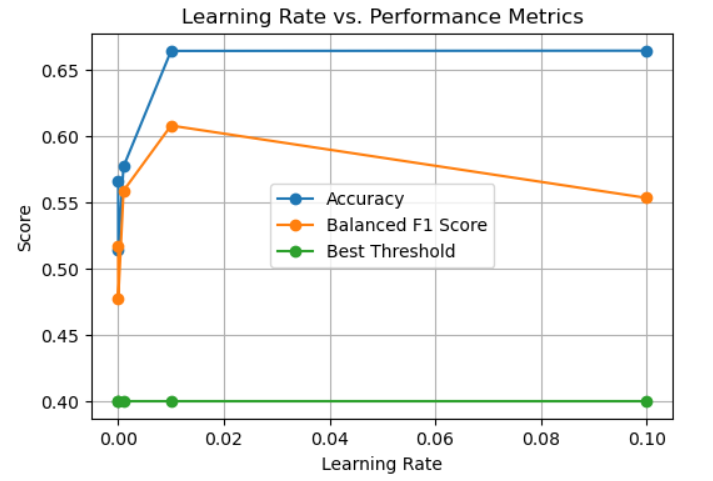 Learning Rate vs. Performance Metrics
0.65
0.60
0.55
0.50
0.45
0.40
Score
Accuracy
Balanced F1 Score
Best Threshold
0.00 0.02 0.04 0.06 0.08 0.10
Learning Rate